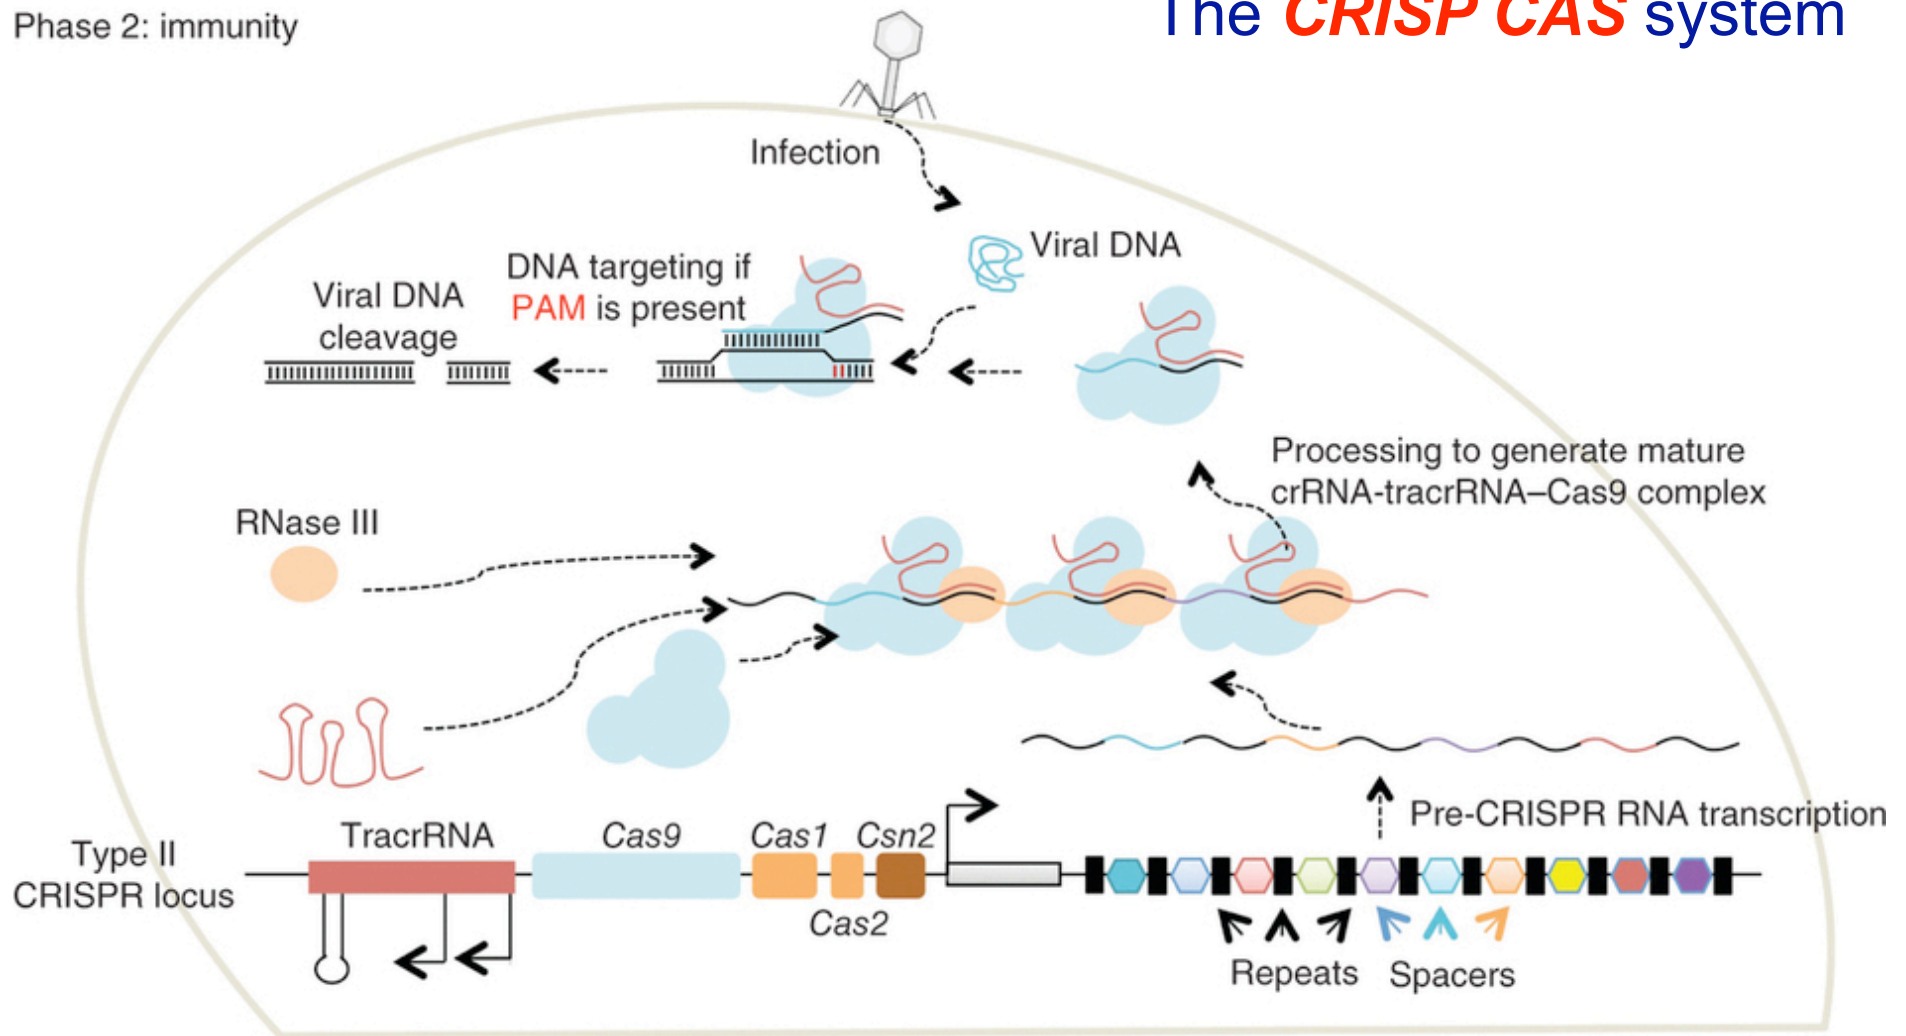 Phase 2: immunity
The CRISP CAS system
Infection
Viral DNA
DNA targeting if
PAM is present
Viral DNA
cleavage
Processing to generate mature
crRNA-tracrRNA–Cas9 complex
RNase III
Pre-CRISPR RNA transcription
TracrRNA
Cas9
Cas1
Csn2
Type II
CRISPR locus
Cas2
Repeats
Spacers